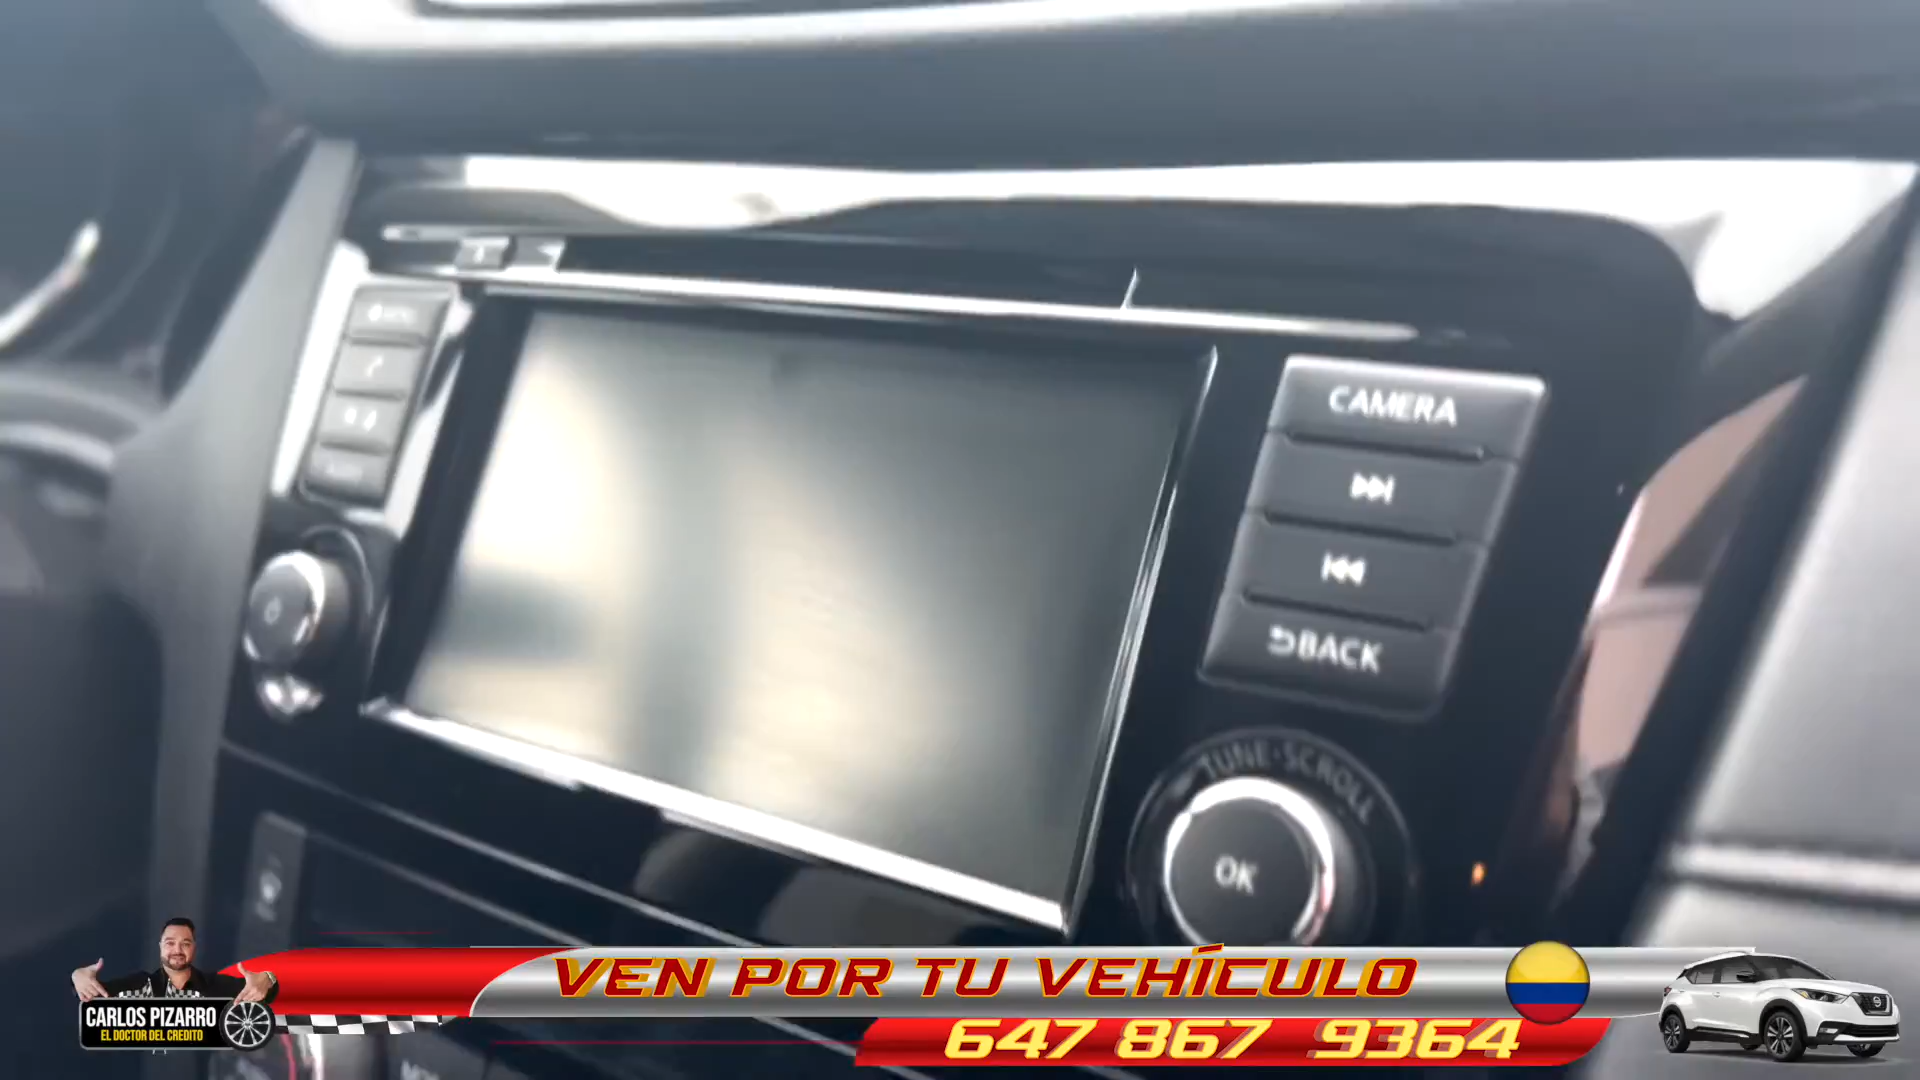 CAMERA
BACK
TUNE·SCROLL
OK
VEN POR TU VEHÍCULO
CARLOS PIZARRO
EL DOCTOR DEL CREDITO
647 867 9364